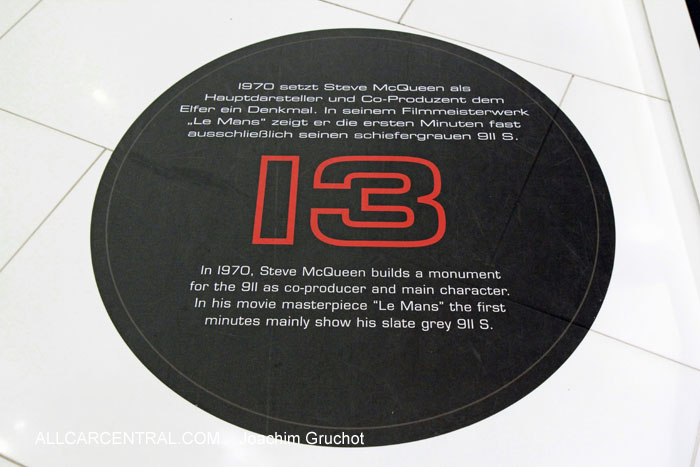 1970 setzt Steve McQueen als
Hauptdarsteller und Co-Produzent dem
Elfer ein Denkmal. In seinem Filmmeisterwerk
„Le Mans“ zeigt er die ersten Minuten fast
ausschließlich seinen schiefergrauen 911 S.
13
In 1970, Steve McQueen builds a monument
for the 911 as co-producer and main character.
In his movie masterpiece “Le Mans” the first
minutes mainly show his slate grey 911 S.
ALLCARCENTRAL.COM Joachim Gruchot